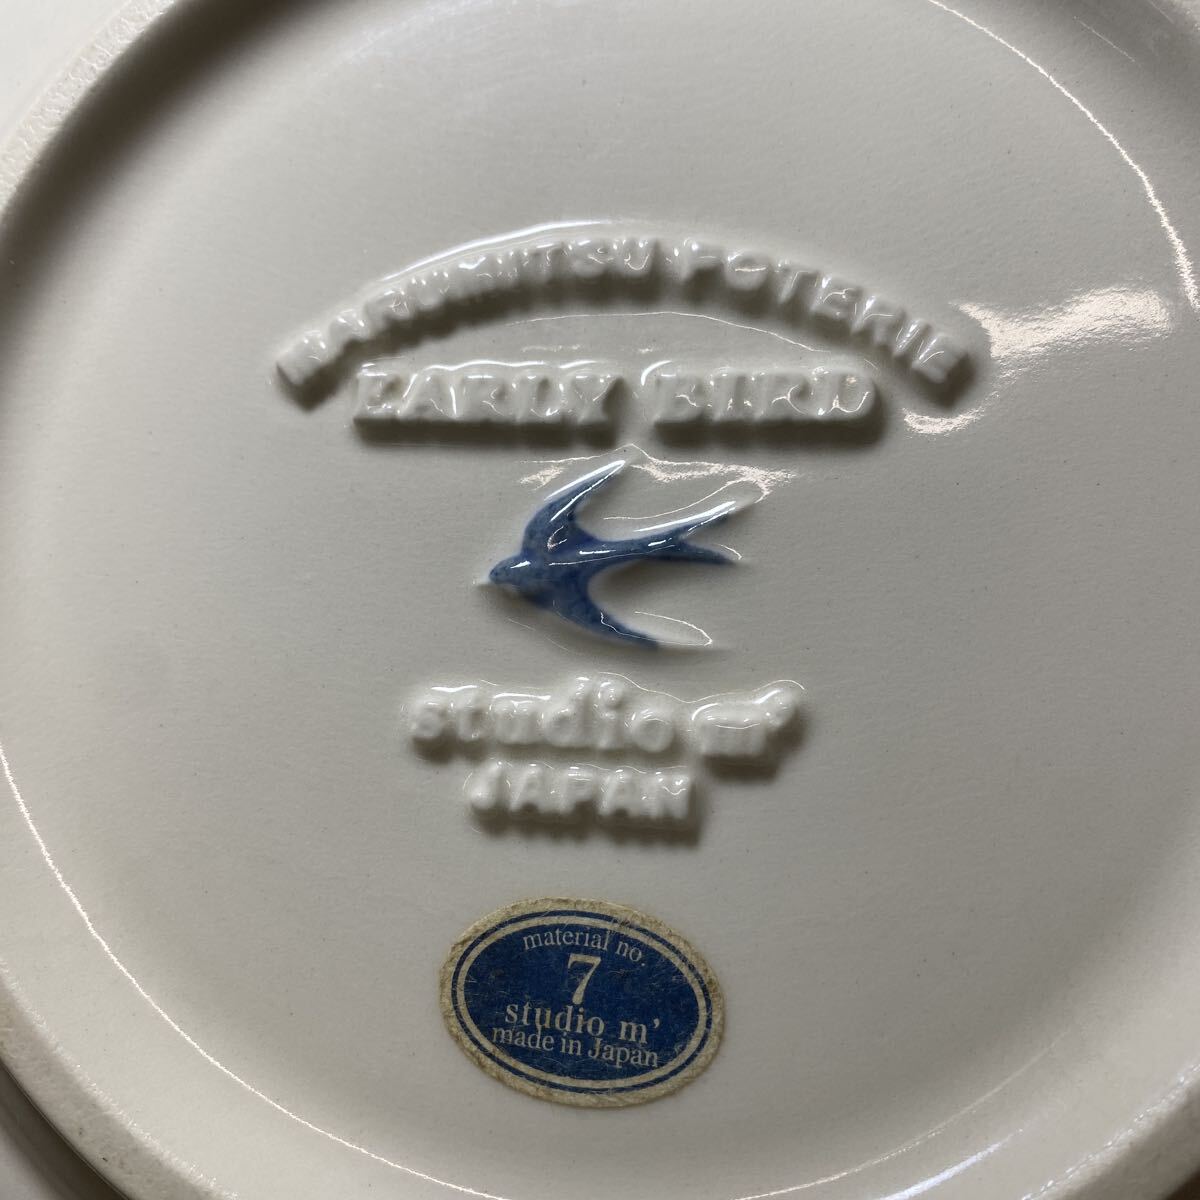 MARUMITSU POTERIE
EARLY BIRD
studio m'
JAPAN
material no.
7
studio m'
made in Japan